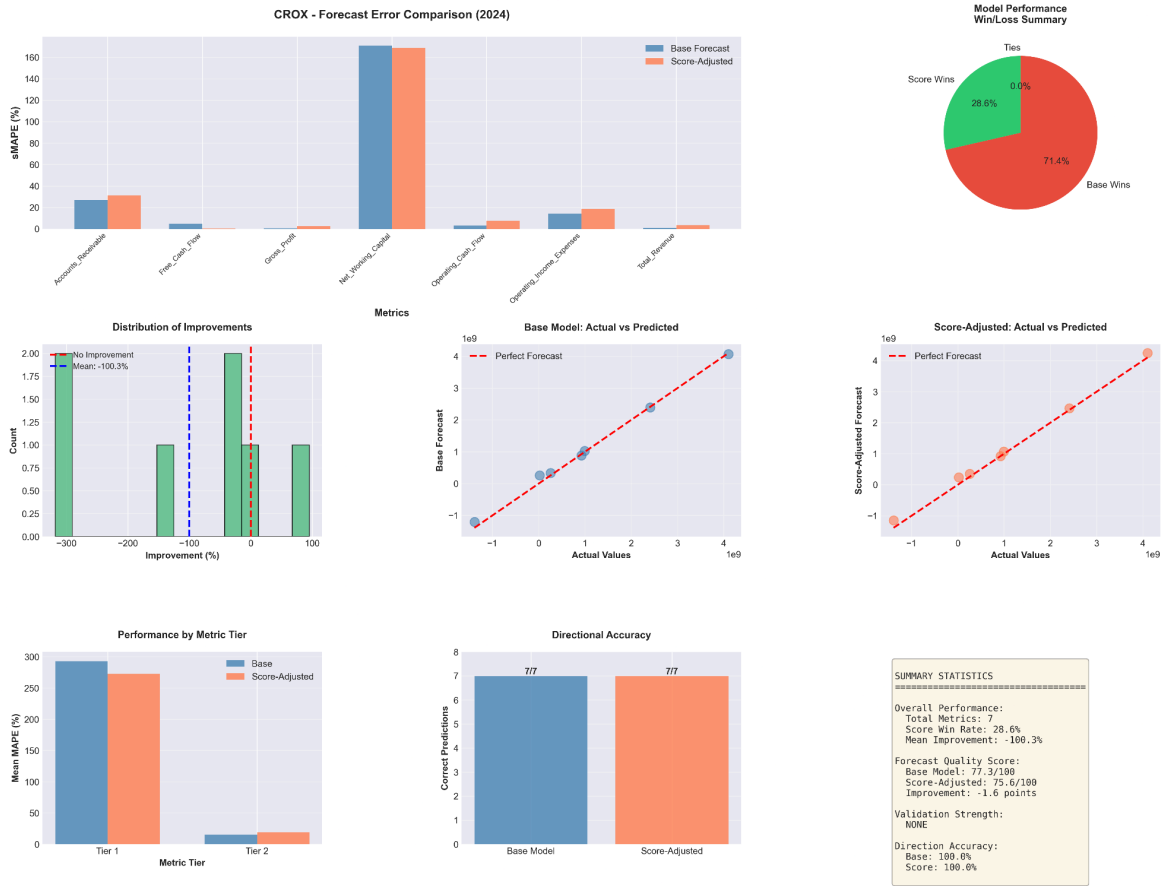 CROX - Forecast Error Comparison (2024)
sMAPE (%)
160
140
120
100
80
60
40
20
0
Base Forecast
Score-Adjusted
Accounts_Receivable
Free_Cash_Flow
Gross_Profit
Net_Working_Capital
Operating_Cash_Flow
Operating_Income_Expenses
Total_Revenue
Metrics
Model Performance
Win/Loss Summary
Ties
Score Wins
0.0%
28.6%
71.4%
Base Wins
Distribution of Improvements
Count
2.00
1.75
1.50
1.25
1.00
0.75
0.50
0.25
0.00
No Improvement
Mean: -100.3%
−300
−200
−100
0
100
Improvement (%)
Base Model: Actual vs Predicted
1e9
Base Forecast
4
3
2
1
0
−1
Perfect Forecast
−1
0
1
2
3
4
1e9
Actual Values
Score-Adjusted: Actual vs Predicted
1e9
Score-Adjusted Forecast
4
3
2
1
0
−1
Perfect Forecast
−1
0
1
2
3
4
1e9
Actual Values
Performance by Metric Tier
Mean MAPE (%)
300
250
200
150
100
50
0
Base
Score-Adjusted
Tier 1
Tier 2
Metric Tier
Directional Accuracy
Correct Predictions
8
7
6
5
4
3
2
1
0
7/7
7/7
Base Model
Score-Adjusted
SUMMARY STATISTICS
===================================
Overall Performance:
Total Metrics: 7
Score Win Rate: 28.6%
Mean Improvement: -100.3%
Forecast Quality Score:
Base Model: 77.3/100
Score-Adjusted: 75.6/100
Improvement: -1.6 points
Validation Strength:
NONE
Direction Accuracy:
Base: 100.0%
Score: 100.0%